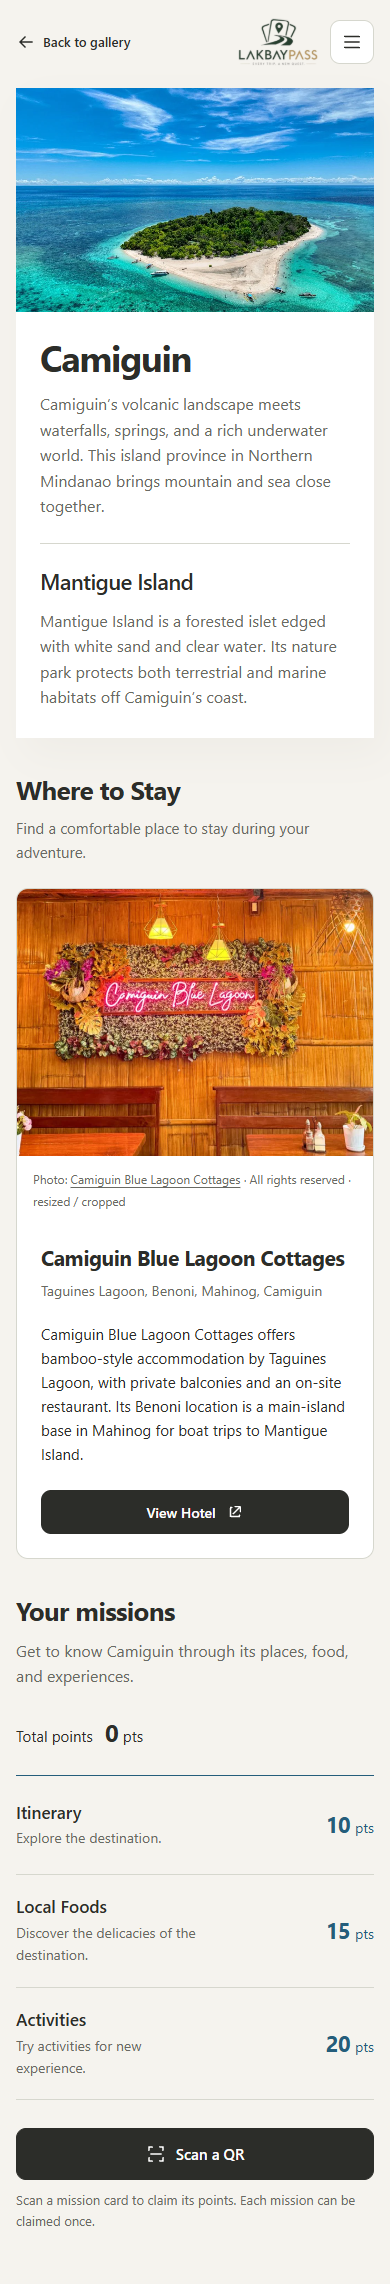 Back to gallery
LAKBAYPASS
Camiguin
Camiguin's volcanic landscape meets
waterfalls, springs, and a rich underwater
world. This island province in Northern
Mindanao brings mountain and sea close
together.
Mantigue Island
Mantigue Island is a forested islet edged
with white sand and clear water. Its nature
park protects both terrestrial and marine
habitats off Camiguin's coast.
Where to Stay
Find a comfortable place to stay during your
adventure.
Camiguin Blue Lagoon
Photo: Camiguin Blue Lagoon Cottages · All rights reserved ·
resized / cropped
Camiguin Blue Lagoon Cottages
Taguines Lagoon, Benoni, Mahinog, Camiguin
Camiguin Blue Lagoon Cottages offers
bamboo-style accommodation by Taguines
Lagoon, with private balconies and an on-site
restaurant. Its Benoni location is a main-island
base in Mahinog for boat trips to Mantigue
Island.
View Hotel
Your missions
Get to know Camiguin through its places, food,
and experiences.
Total points 0 pts
Itinerary
Explore the destination.
10 pts
Local Foods
Discover the delicacies of the
destination.
15 pts
Activities
Try activities for new
experience.
20 pts
Scan a QR
Scan a mission card to claim its points. Each mission can be
claimed once.